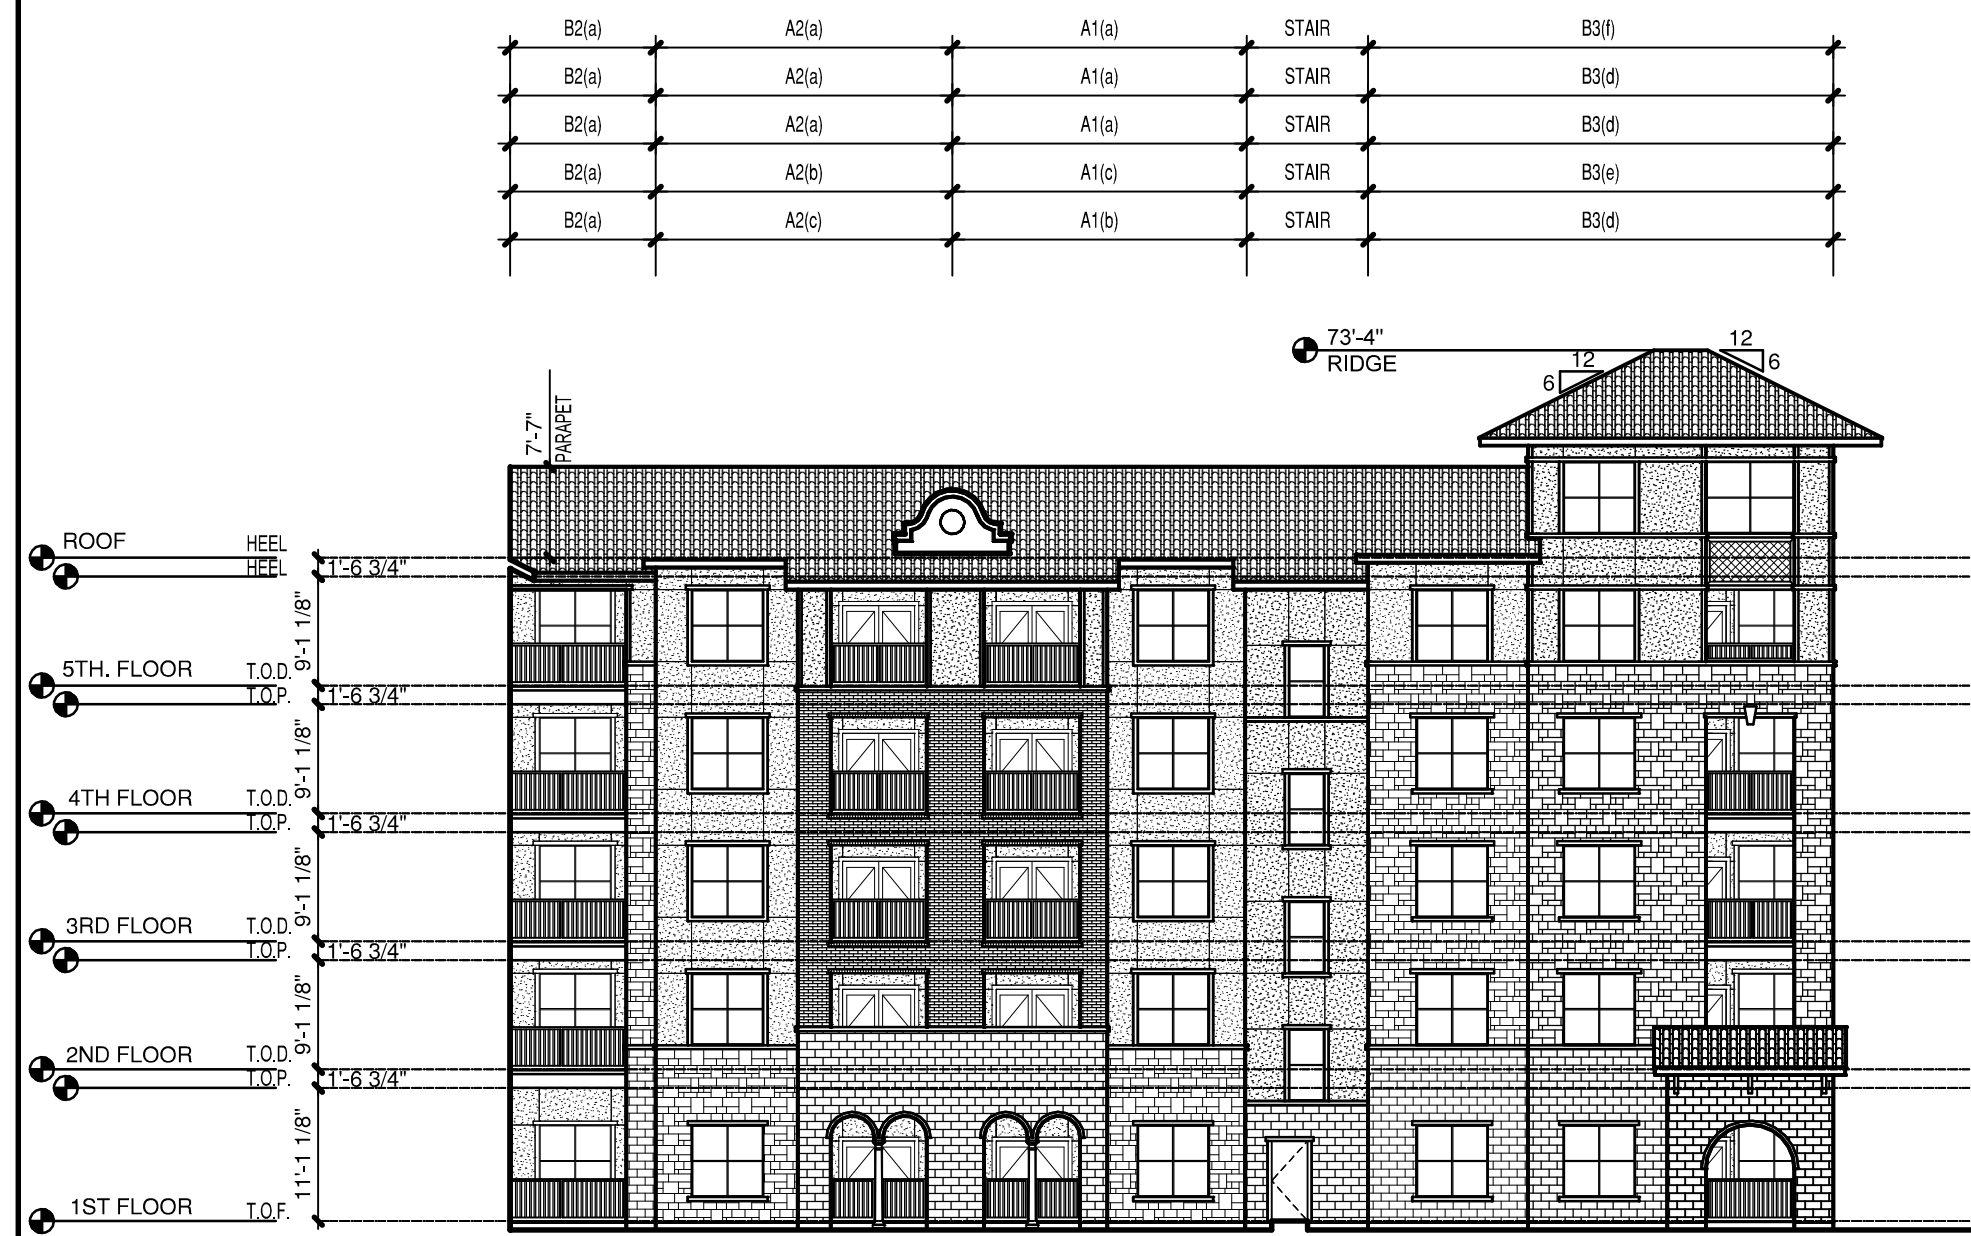 B2(a) A2(a) A1(a) STAIR B3(f)
B2(a) A2(a) A1(a) STAIR B3(d)
B2(a) A2(a) A1(a) STAIR B3(d)
B2(a) A2(b) A1(c) STAIR B3(e)
B2(a) A2(c) A1(b) STAIR B3(d)
73'-4"
RIDGE
12
6
12
6
7'-7"
PARAPET
ROOF HEEL
HEEL 1'-6 3/4"
9'-1 1/8"
5TH. FLOOR T.O.D.
T.O.P. 1'-6 3/4"
9'-1 1/8"
4TH FLOOR T.O.D.
T.O.P. 1'-6 3/4"
9'-1 1/8"
3RD FLOOR T.O.D.
T.O.P. 1'-6 3/4"
9'-1 1/8"
2ND FLOOR T.O.D.
T.O.P. 1'-6 3/4"
11'-1 1/8"
1ST FLOOR T.O.F.